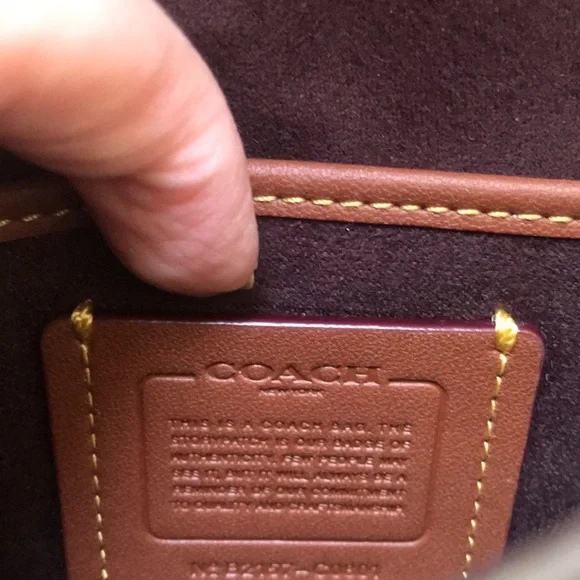 COACH
NEW YORK
THIS IS A COACH BAG. THE
STORYPATCH IS OUR BADGE OF
AUTHENTICITY. FEW PEOPLE MAY
SEE IT, BUT IT WILL ALWAYS BE A
REMINDER OF OUR COMMITMENT
TO QUALITY AND CRAFTSMANSHIP.